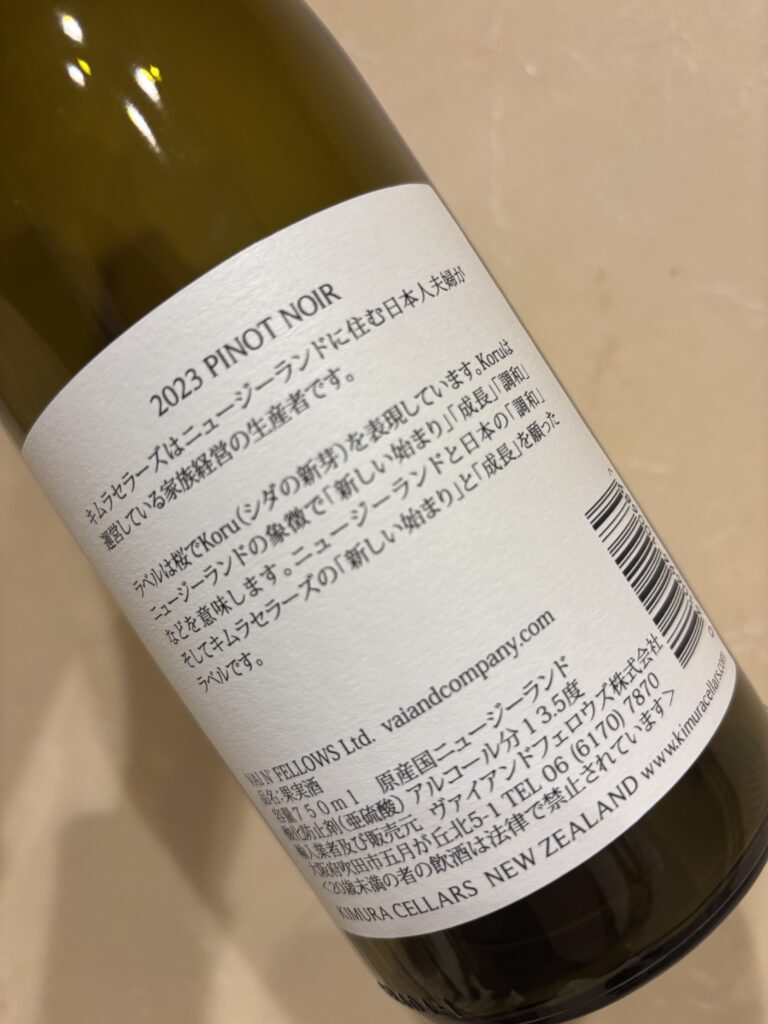 2023 PINOT NOIR
キムラセラーズはニュージーランドに住む日本人夫婦が
運営している家族経営の生産者です。
ラベルは桜でKoru(シダの新芽)を表現しています。Koruは
ニュージーランドの象徴で「新しい始まり」「成長」「調和」
などを意味します。ニュージーランドと日本の「調和」
そしてキムラセラーズの「新しい始まり」と「成長」を願った
ラベルです。
VAI N' FELLOWS Ltd. vaiandcompany.com
品名:果実酒
容量750ml 原産国ニュージーランド
酸化防止剤(亜硫酸) アルコール分13.5度
輸入業者及び販売元 ヴァイアンドフェロウズ株式会社
大阪府吹田市五月が丘北5-1 TEL 06 (6170) 7870
<20歳未満の者の飲酒は法律で禁止されています>
KIMURA CELLARS NEW ZEALAND www.kimuracellars.com